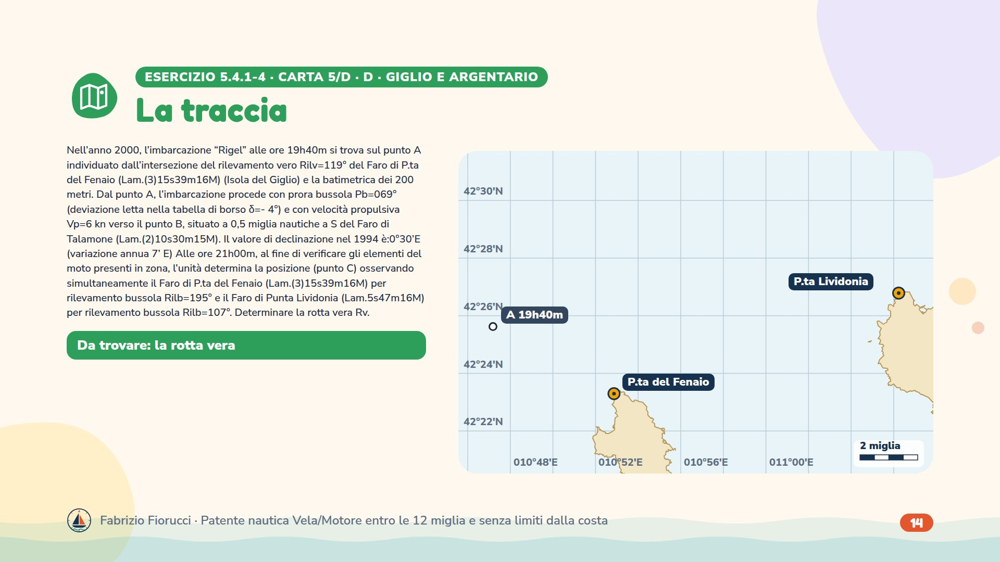 ESERCIZIO 5.4.1-4 · CARTA 5/D · D · GIGLIO E ARGENTARIO
La traccia
Nell’anno 2000, l’imbarcazione “Rigel” alle ore 19h40m si trova sul punto A
individuato dall’intersezione del rilevamento vero Rilv=119° del Faro di P.ta
del Fenaio (Lam.(3)15s39m16M) (Isola del Giglio) e la batimetrica dei 200
metri. Dal punto A, l’imbarcazione procede con prora bussola Pb=069°
(deviazione letta nella tabella di borso δ=- 4°) e con velocità propulsiva
Vp=6 kn verso il punto B, situato a 0,5 miglia nautiche a S del Faro di
Talamone (Lam.(2)10s30m15M). Il valore di declinazione nel 1994 è:0°30’E
(variazione annua 7’ E) Alle ore 21h00m, al fine di verificare gli elementi del
moto presenti in zona, l’unità determina la posizione (punto C) osservando
simultaneamente il Faro di P.ta del Fenaio (Lam.(3)15s39m16M) per
rilevamento bussola Rilb=195° e il Faro di Punta Lividonia (Lam.5s47m16M)
per rilevamento bussola Rilb=107°. Determinare la rotta vera Rv.
Da trovare: la rotta vera
42°30'N
42°28'N
P.ta Lividonia
42°26'N
A 19h40m
42°24'N
P.ta del Fenaio
42°22'N
2 miglia
010°48'E
010°52'E
010°56'E
011°00'E
Fabrizio Fiorucci · Patente nautica Vela/Motore entro le 12 miglia e senza limiti dalla costa
14